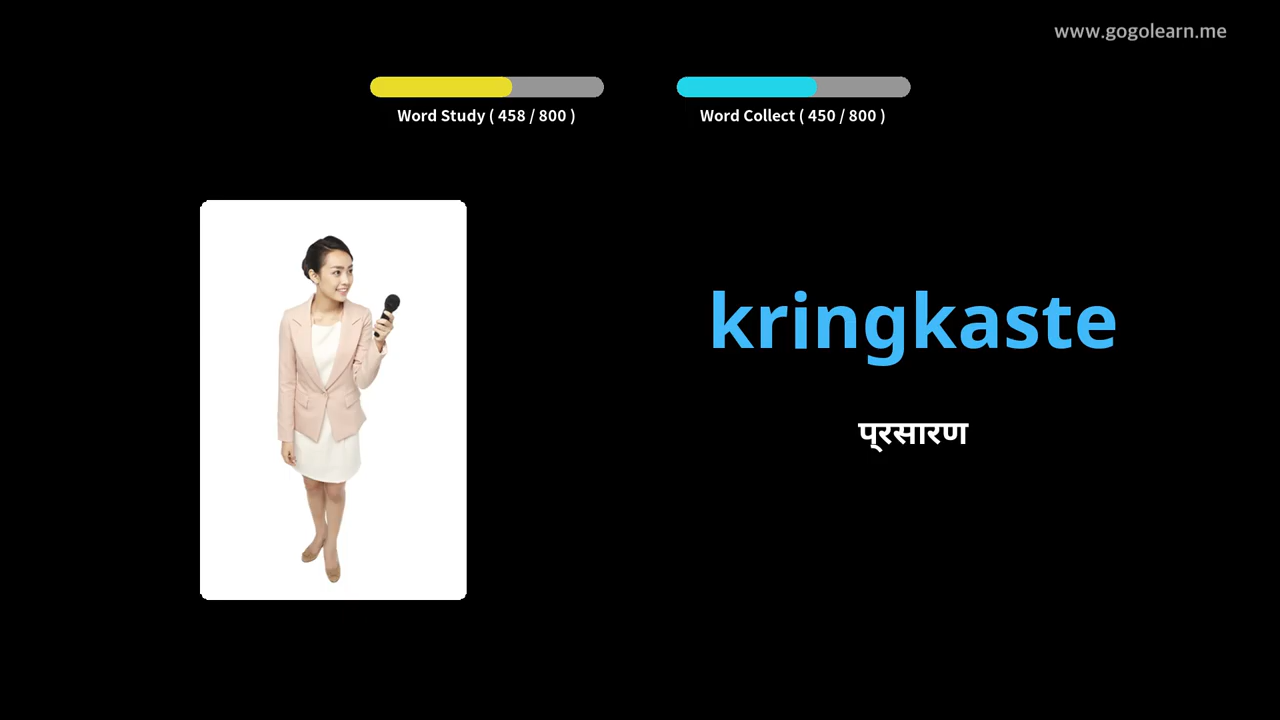 www.gogolearn.me
Word Study ( 458 / 800 )
Word Collect ( 450 / 800 )
kringkaste
प्रसारण